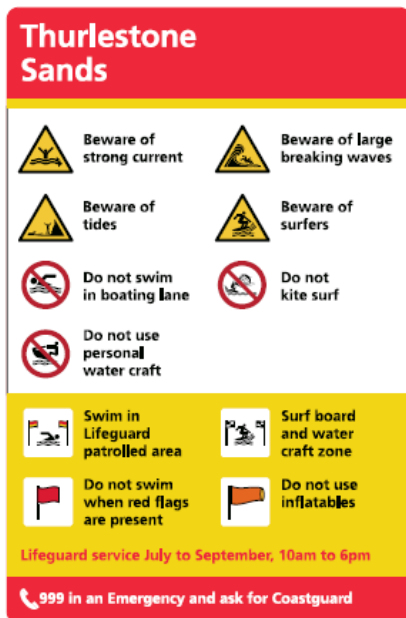 Thurlestone
Sands
Beware of
strong current
Beware of large
breaking waves
Beware of
tides
Beware of
surfers
Do not swim
in boating lane
Do not
kite surf
Do not use
personal
water craft
Swim in
Lifeguard
patrolled area
Surf board
and water
craft zone
Do not swim
when red flags
are present
Do not use
inflatables
Lifeguard service July to September, 10am to 6pm
999 in an Emergency and ask for Coastguard